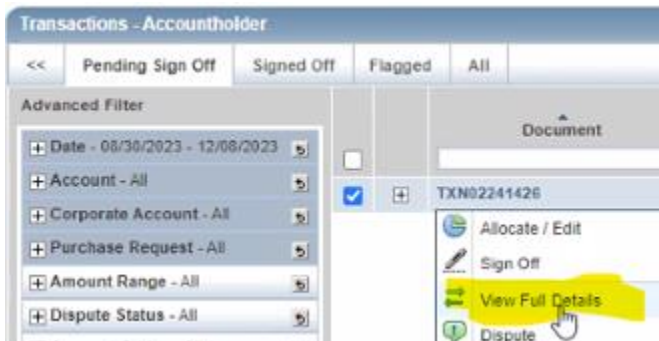 Transactions - Accountholder
<< Pending Sign Off Signed Off Flagged All
Advanced Filter
Document
Date - 08/30/2023 - 12/08/2023
Account - All
TXN02241426
Corporate Account - All
Allocate / Edit
Purchase Request - All
Sign Off
Amount Range - All
View Full Details
Dispute Status - All
Dispute